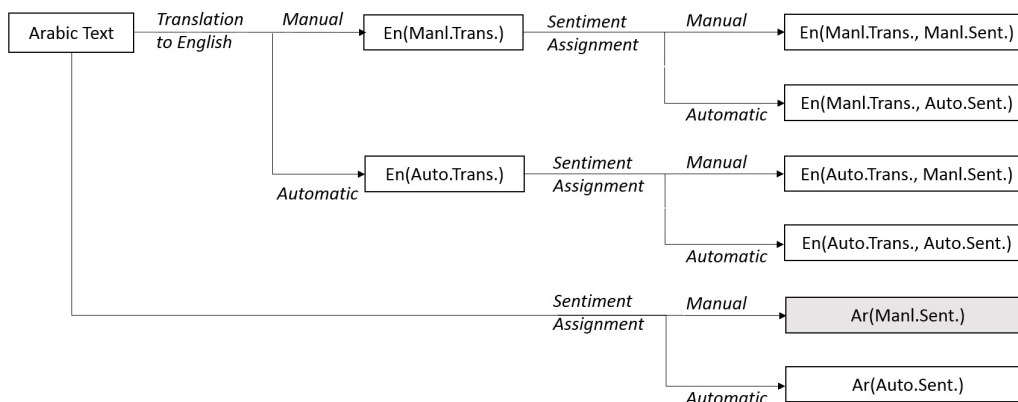 Arabic Text
Translation
to English
Manual
En(Manl.Trans.)
Sentiment
Assignment
Manual
En(Manl.Trans., Manl.Sent.)
Automatic
En(Manl.Trans., Auto.Sent.)
Automatic
En(Auto.Trans.)
Sentiment
Assignment
Manual
En(Auto.Trans., Manl.Sent.)
Automatic
En(Auto.Trans., Auto.Sent.)
Sentiment
Assignment
Manual
Ar(Manl.Sent.)
Automatic
Ar(Auto.Sent.)